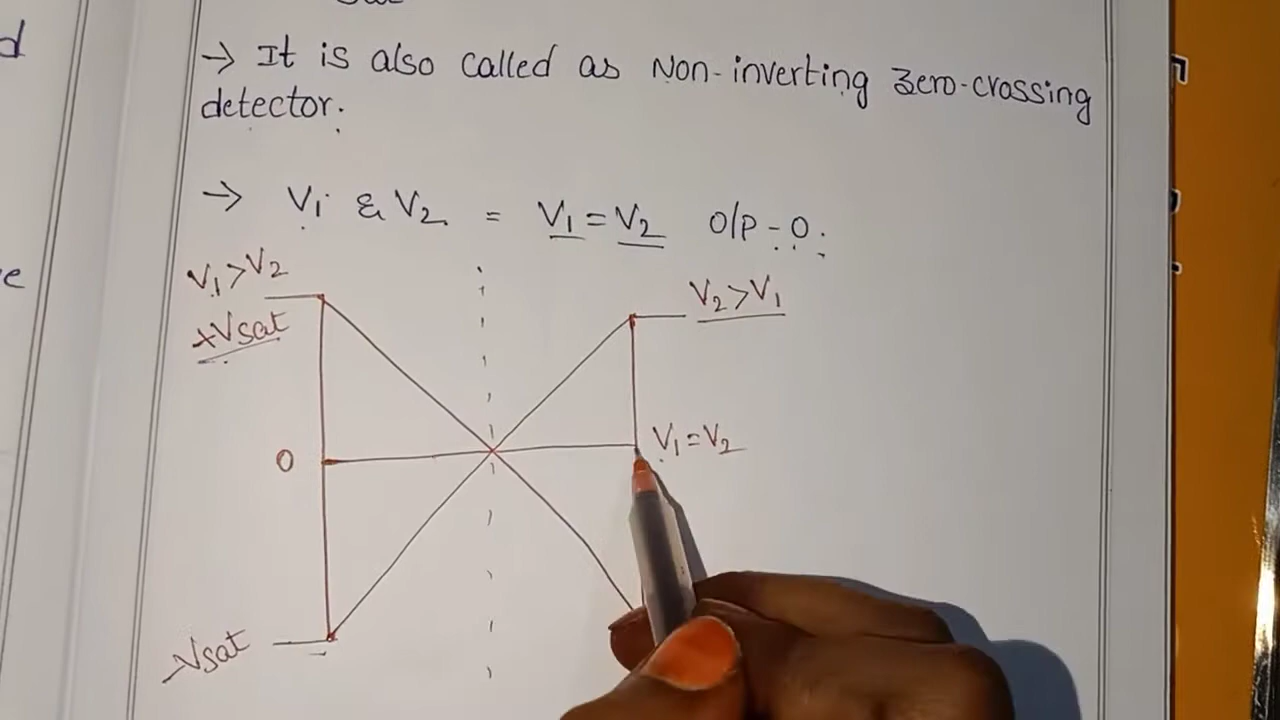 → It is also called as Non-inverting Zero-crossing
detector.
→ V1 & V2 = V1 = V2 O/P - 0.
V1 > V2
+Vsat
V2 > V1
0
V1 = V2
-Vsat